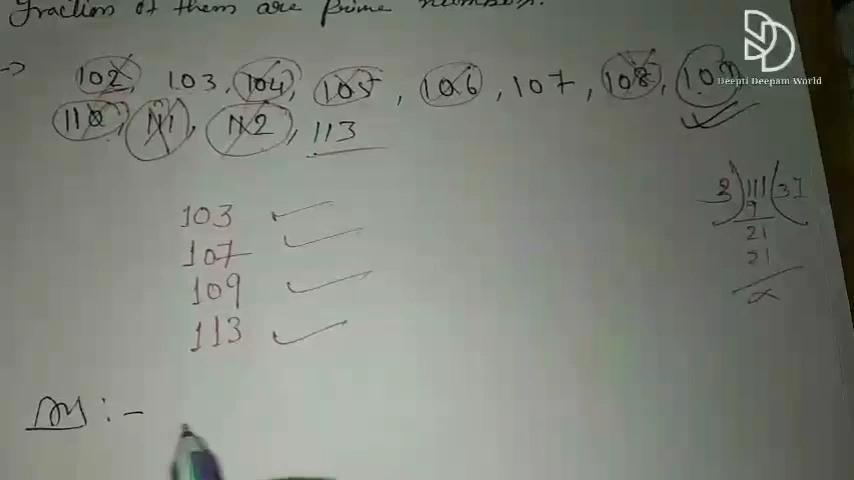 fraction of them are prime numbers.
→ 102, 103, 104, 105, 106, 107, 108, 109
110, 111, 112, 113
103 ✓
107 ✓
109 ✓
113 ✓
3)111(37
9
21
21
x
Ans :-
Deepti Deepam World